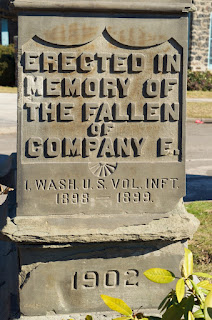 ERECTED IN
MEMORY OF
THE FALLEN
OF
COMPANY E.
I. WASH. U. S. VOL. INFT.
1898 — 1899.
1902